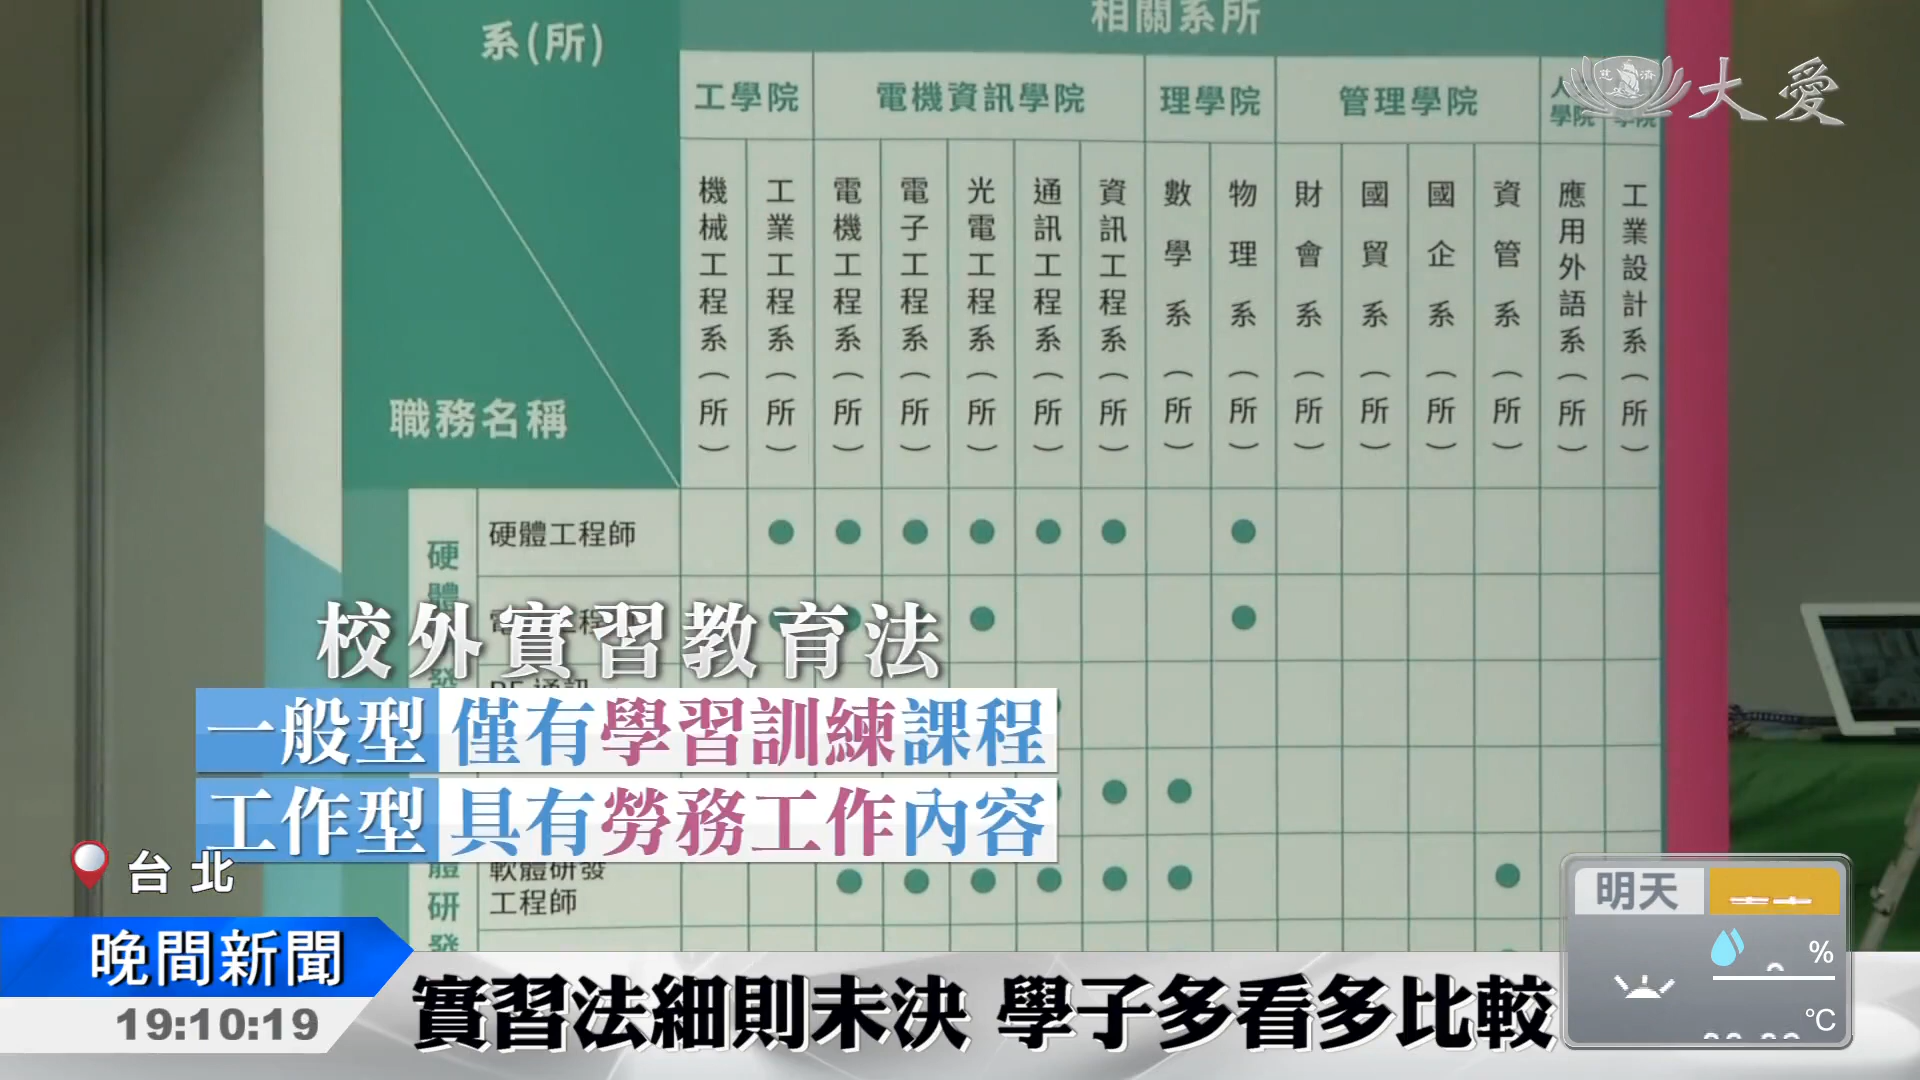 相關系所
系(所)
大愛
工學院 電機資訊學院 理學院 管理學院
學院
機械工程系(所)
工業工程系(所)
電機工程系(所)
電子工程系(所)
光電工程系(所)
通訊工程系(所)
資訊工程系(所)
數學系(所)
物理系(所)
財會系(所)
國貿系(所)
國企系(所)
資管系(所)
應用外語系(所)
工業設計系(所)
職務名稱
硬體
硬體工程師
校外實習教育法
一般型 僅有學習訓練課程
工作型 具有勞務工作內容
軟體研發
工程師
體研發
台北
明天
%
°C
晚間新聞
19:10:19
實習法細則未決 學子多看多比較